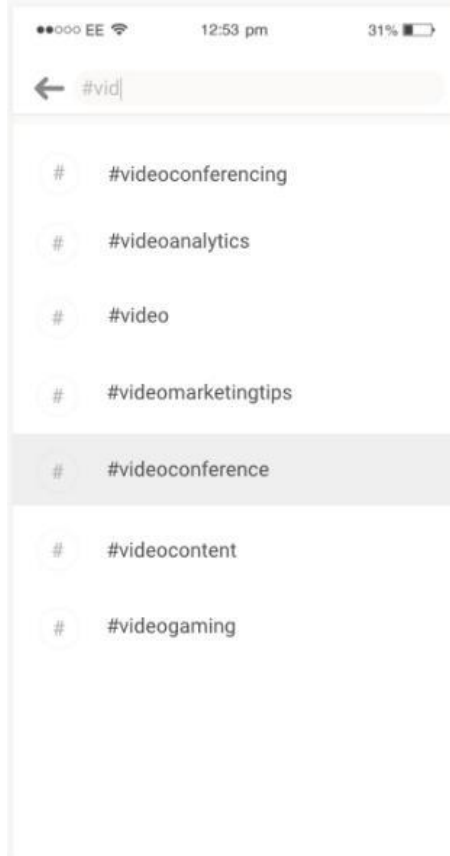 EE 12:53 pm 31%
#vid
# #videoconferencing
# #videoanalytics
# #video
# #videomarketingtips
# #videoconference
# #videocontent
# #videogaming